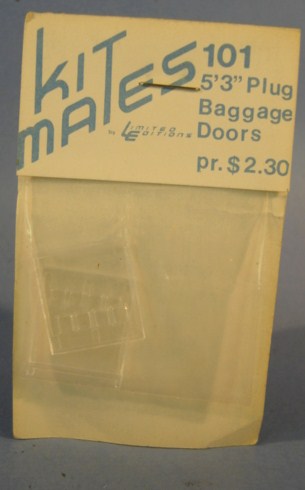 KIT
MATES
by Limited
Editions
101
5'3" Plug
Baggage
Doors
pr. $2.30